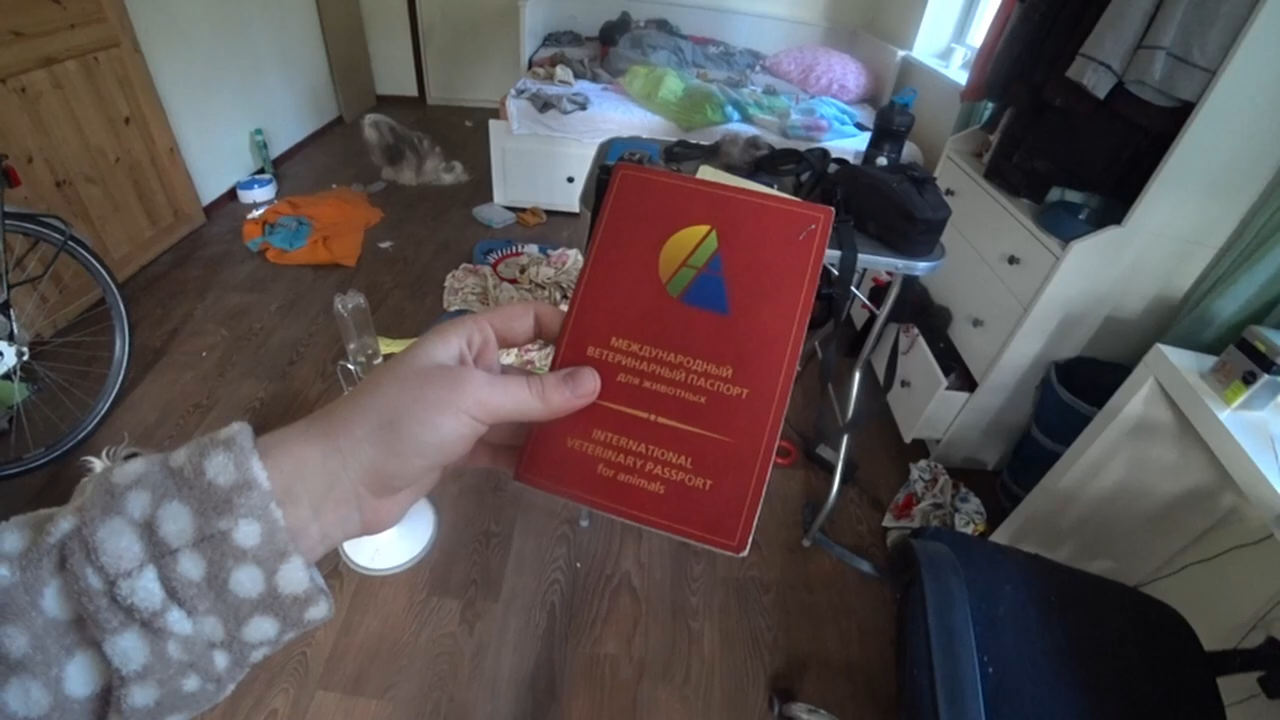 МЕЖДУНАРОДНЫЙ
ВЕТЕРИНАРНЫЙ ПАСПОРТ
для животных
INTERNATIONAL
VETERINARY PASSPORT
for animals